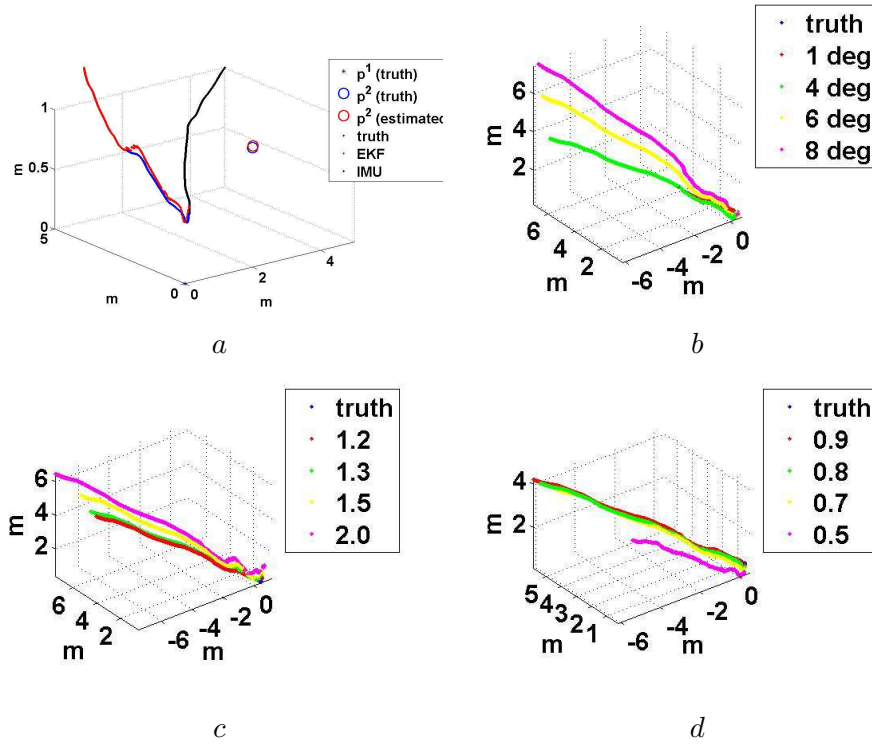 p1 (truth)
p2 (truth)
p2 (estimated
truth
EKF
IMU
1
0.5
0
m
5
m
0
0
2
4
m
a
truth
1 deg
4 deg
6 deg
8 deg
6
4
2
m
6
4
2
m
-6
-4
-2
0
m
b
truth
1.2
1.3
1.5
2.0
6
4
2
m
6
4
2
m
-6
-4
-2
0
m
c
truth
0.9
0.8
0.7
0.5
4
2
m
5
4
3
2
1
m
-6
-4
-2
0
m
d